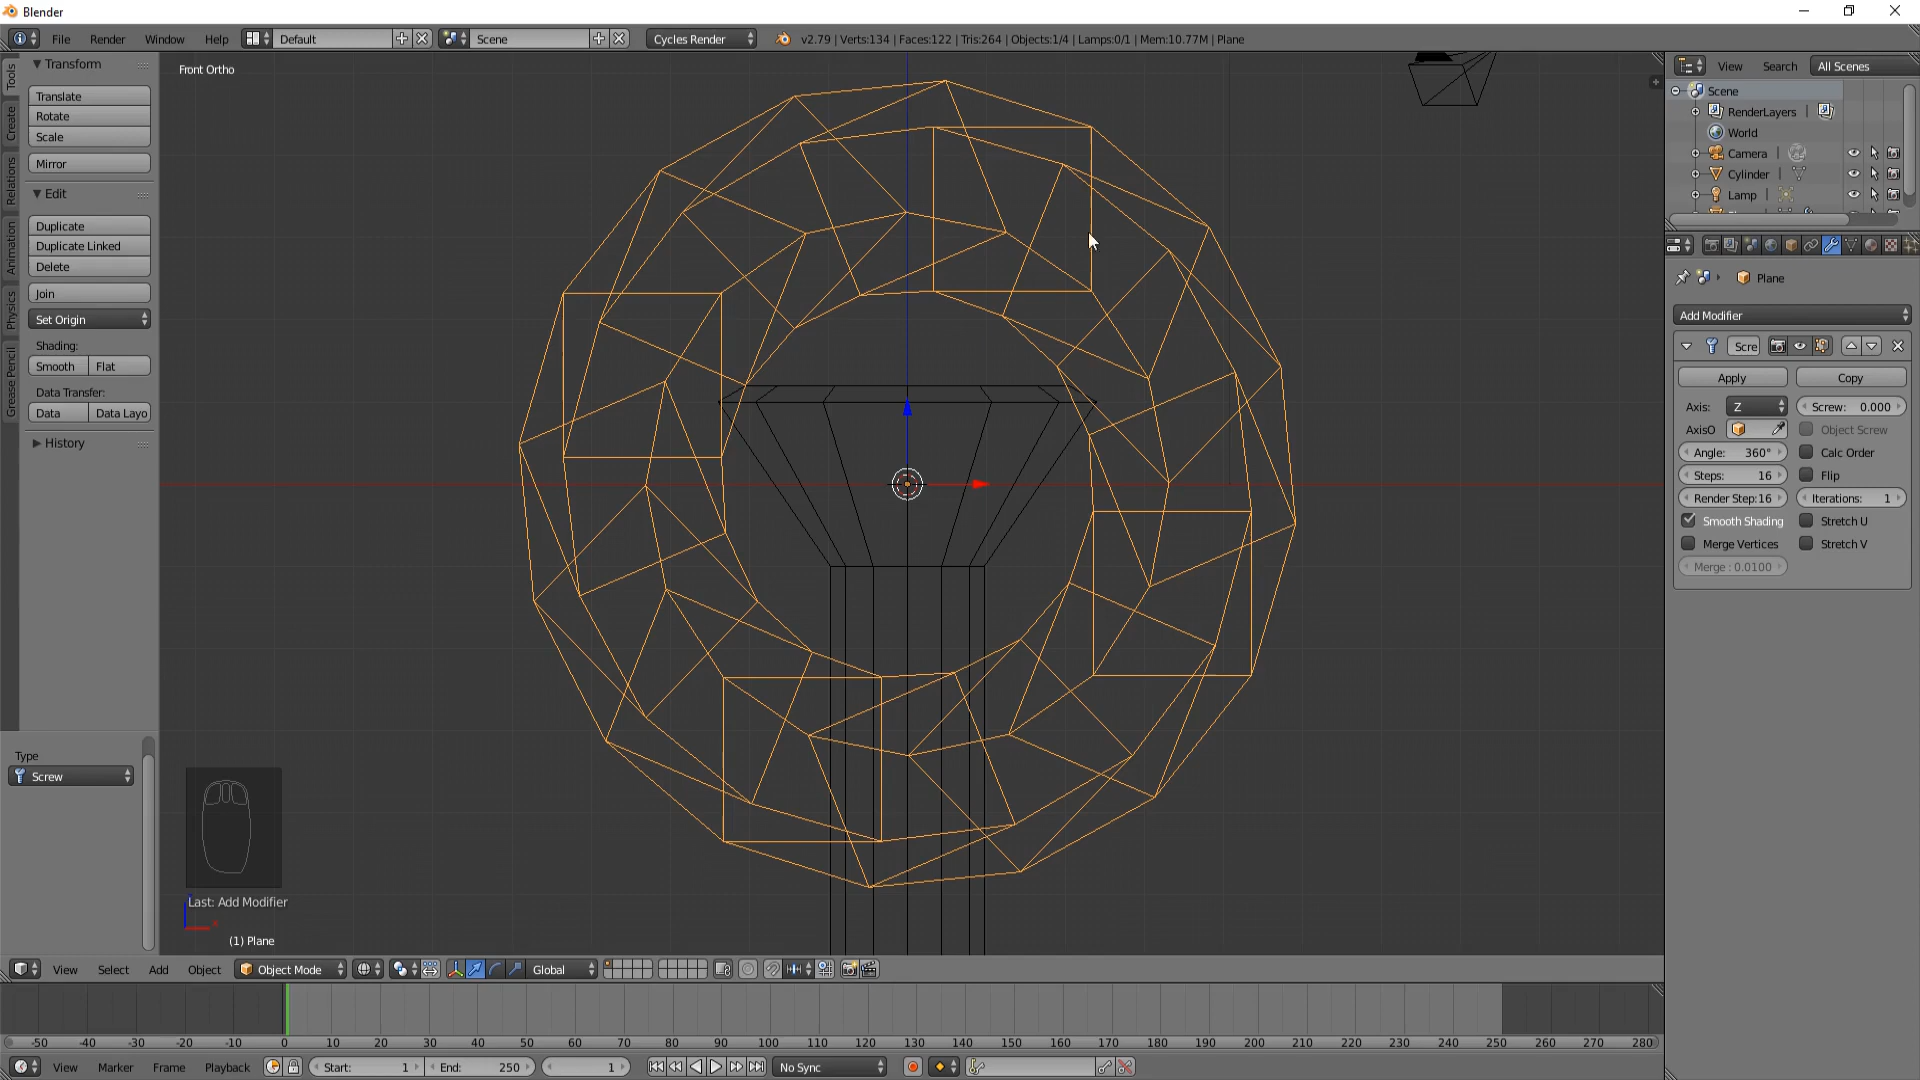 Blender
File Render Window Help Default Scene Cycles Render v2.79 | Verts:134 | Faces:122 | Tris:264 | Objects:1/4 | Lamps:0/1 | Mem:10.77M | Plane
Tools
Create
Relations
Animation
Physics
Grease Pencil
Transform
Translate
Rotate
Scale
Mirror
Edit
Duplicate
Duplicate Linked
Delete
Join
Set Origin
Shading:
Smooth Flat
Data Transfer:
Data Data Layo
History
Type
Screw
Front Ortho
Last: Add Modifier
(1) Plane
View Search All Scenes
Scene
RenderLayers |
World
Camera |
Cylinder |
Lamp |
Plane
Add Modifier
Scre
Apply Copy
Axis: Z Screw: 0.000
AxisO Object Screw
Angle: 360° Calc Order
Steps: 16 Flip
Render Step:16 Iterations: 1
Smooth Shading Stretch U
Merge Vertices Stretch V
Merge : 0.0100
View Select Add Object Object Mode Global
-50 -40 -30 -20 -10 0 10 20 30 40 50 60 70 80 90 100 110 120 130 140 150 160 170 180 190 200 210 220 230 240 250 260 270 280
View Marker Frame Playback Start: 1 End: 250 1 No Sync